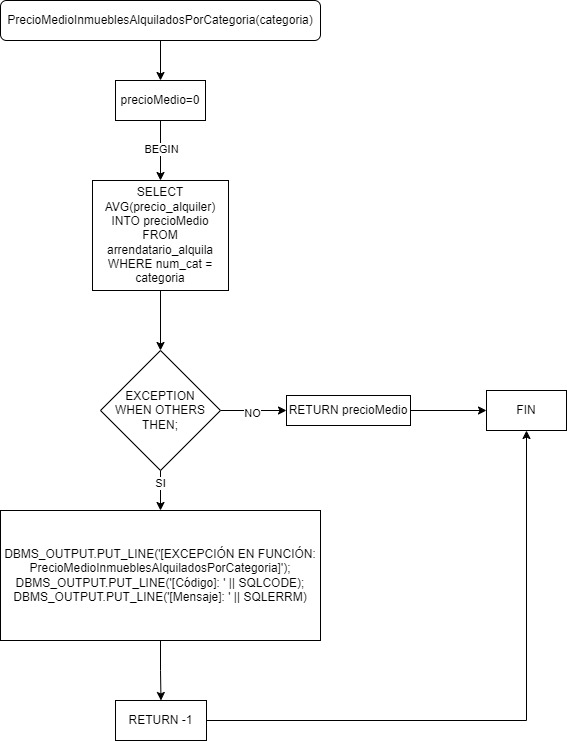 PrecioMedioInmueblesAlquiladosPorCategoria(categoria)
precioMedio=0
BEGIN
SELECT
AVG(precio_alquiler)
INTO precioMedio
FROM
arrendatario_alquila
WHERE num_cat =
categoria
EXCEPTION
WHEN OTHERS
THEN;
NO
RETURN precioMedio
FIN
SI
DBMS_OUTPUT.PUT_LINE('[EXCEPCIÓN EN FUNCIÓN:
PrecioMedioInmueblesAlquiladosPorCategoria]');
DBMS_OUTPUT.PUT_LINE('[Código]: ' || SQLCODE);
DBMS_OUTPUT.PUT_LINE('[Mensaje]: ' || SQLERRM)
RETURN -1